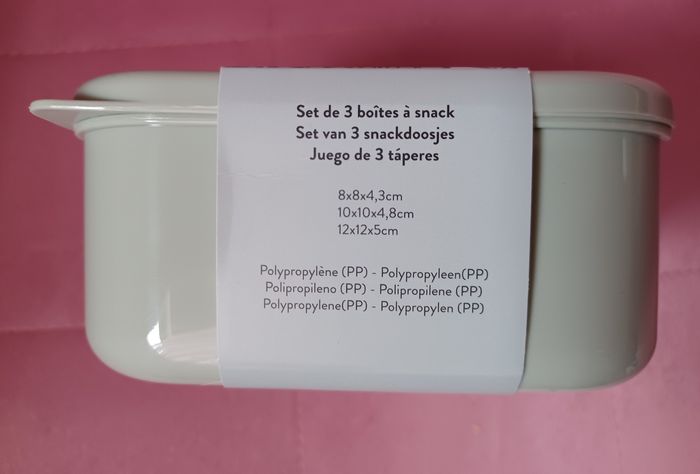 Set de 3 boîtes à snack
Set van 3 snackdoosjes
Juego de 3 táperes
8x8x4,3cm
10x10x4,8cm
12x12x5cm
Polypropylène (PP) - Polypropyleen(PP)
Polipropileno (PP) - Polipropilene (PP)
Polypropylene(PP) - Polypropylen (PP)